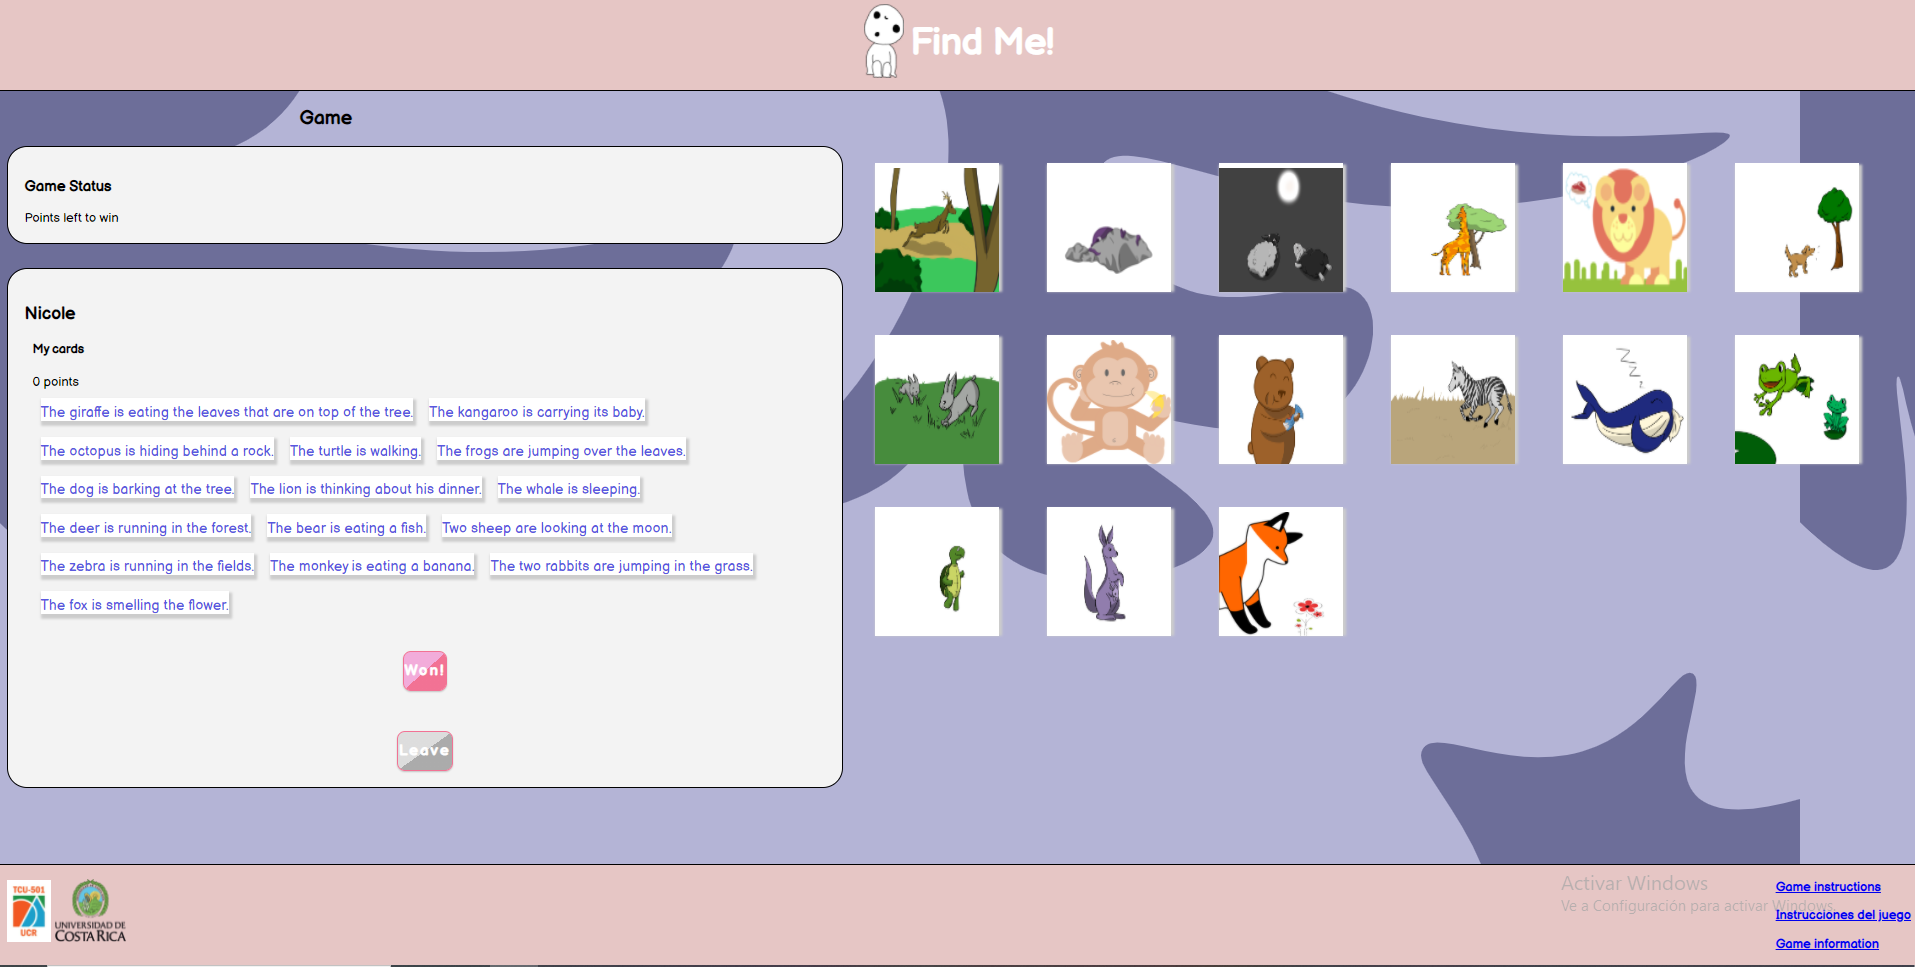 Find Me!
Game
Game Status
Points left to win
Nicole
My cards
0 points
The giraffe is eating the leaves that are on top of the tree. The kangaroo is carrying its baby.
The octopus is hiding behind a rock. The turtle is walking. The frogs are jumping over the leaves.
The dog is barking at the tree. The lion is thinking about his dinner. The whale is sleeping.
The deer is running in the forest. The bear is eating a fish. Two sheep are looking at the moon.
The zebra is running in the fields. The monkey is eating a banana. The two rabbits are jumping in the grass.
The fox is smelling the flower.
Won!
Leave
Z
Z
Z
z
TCU-501
UCR
UNIVERSIDAD DE
COSTA RICA
Activar Windows
Ve a Configuración para activar Windows.
Game instructions
Instrucciones del juego
Game information